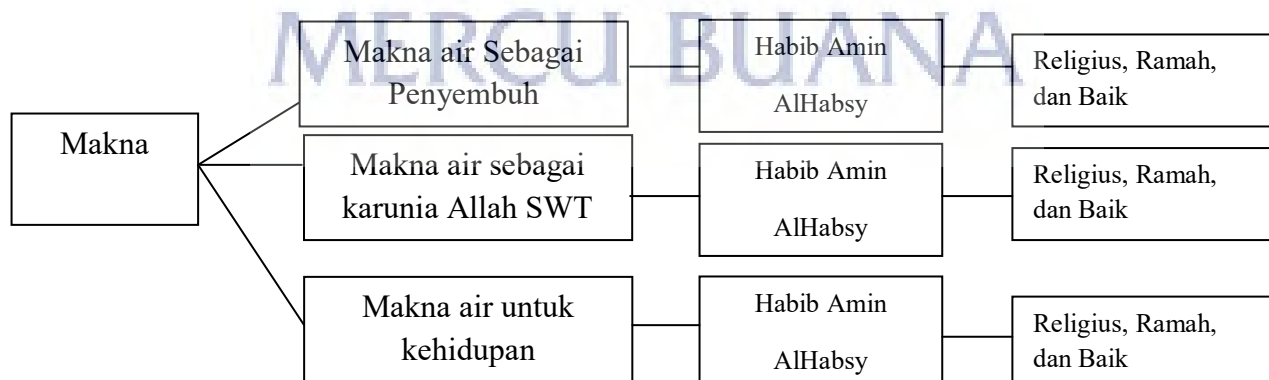 MERCU BUANA
Makna
Makna air Sebagai
Penyembuh
Habib Amin
AlHabsy
Religius, Ramah,
dan Baik
Makna air sebagai
karunia Allah SWT
Habib Amin
AlHabsy
Religius, Ramah,
dan Baik
Makna air untuk
kehidupan
Habib Amin
AlHabsy
Religius, Ramah,
dan Baik